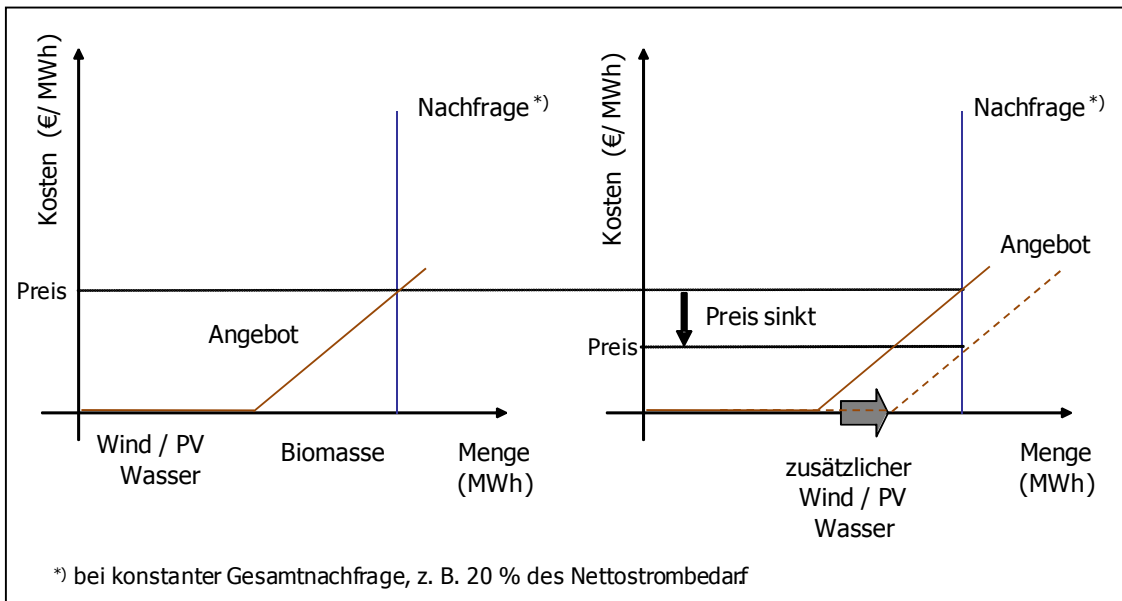 Kosten (€/ MWh)
Nachfrage *)
Preis
Angebot
Wind / PV
Wasser
Biomasse
Menge
(MWh)
Kosten (€/ MWh)
Nachfrage *)
Angebot
Preis sinkt
Preis
zusätzlicher
Wind / PV
Wasser
Menge
(MWh)
*) bei konstanter Gesamtnachfrage, z. B. 20 % des Nettostrombedarf